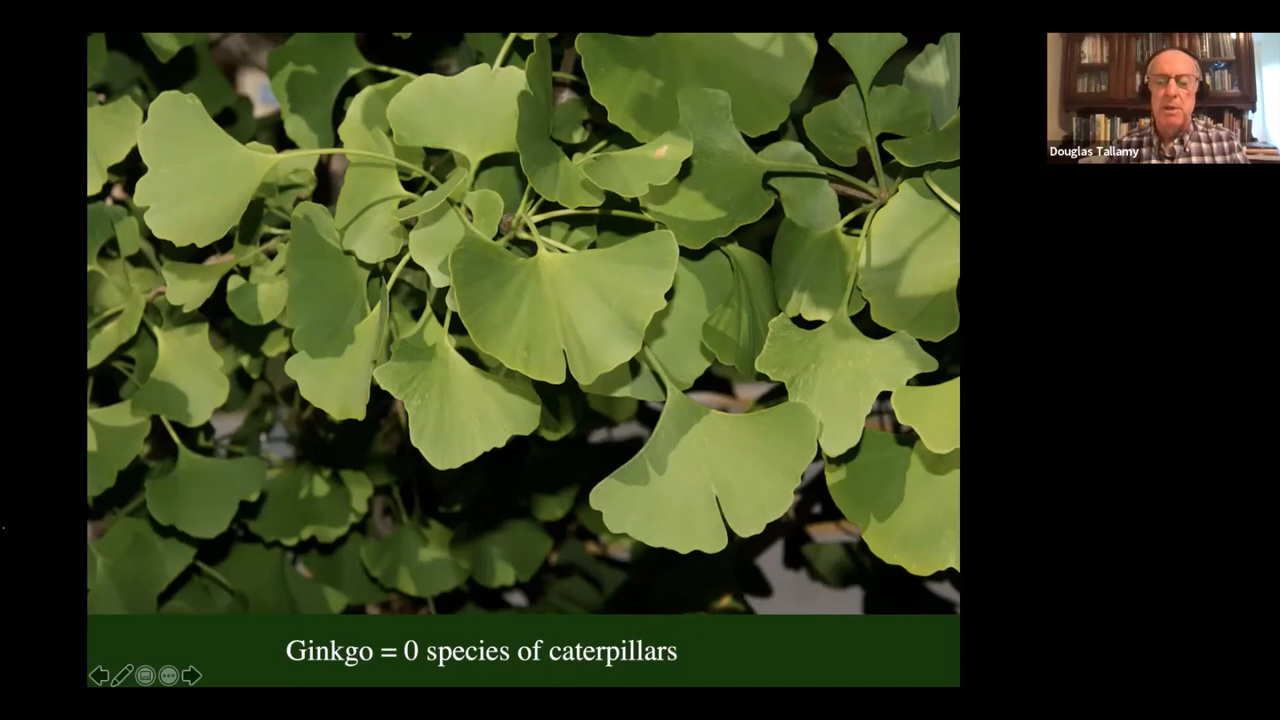 Douglas Tallamy
Ginkgo = 0 species of caterpillars